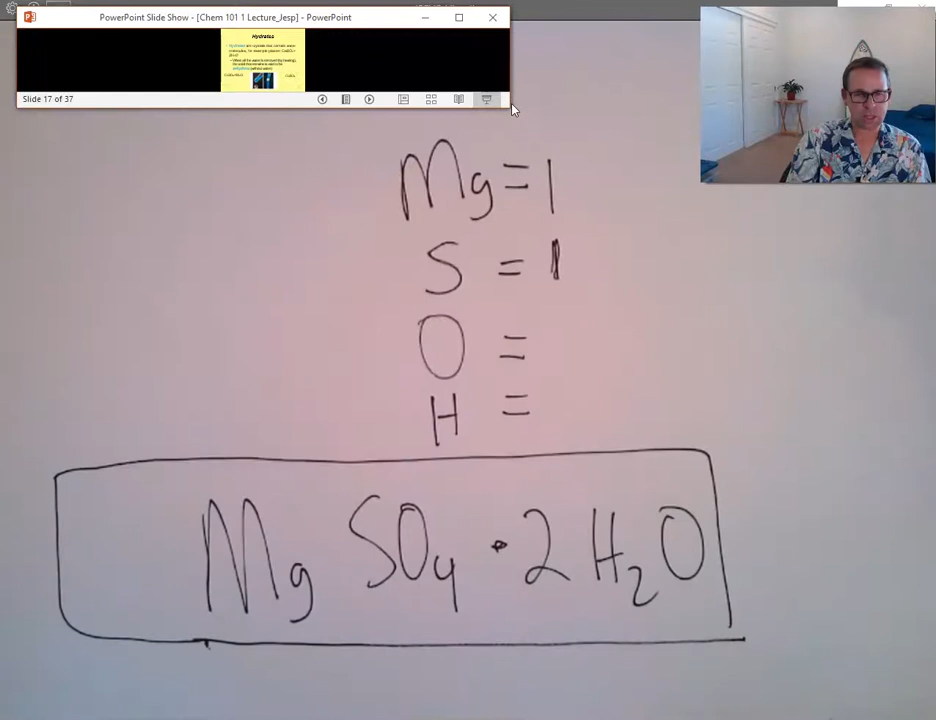 PowerPoint Slide Show - [Chem 101 1 Lecture_Jesp] - PowerPoint
Hydrates
Slide 17 of 37
Mg = 1
S = 1
O =
H =
MgSO₄ • 2H₂O